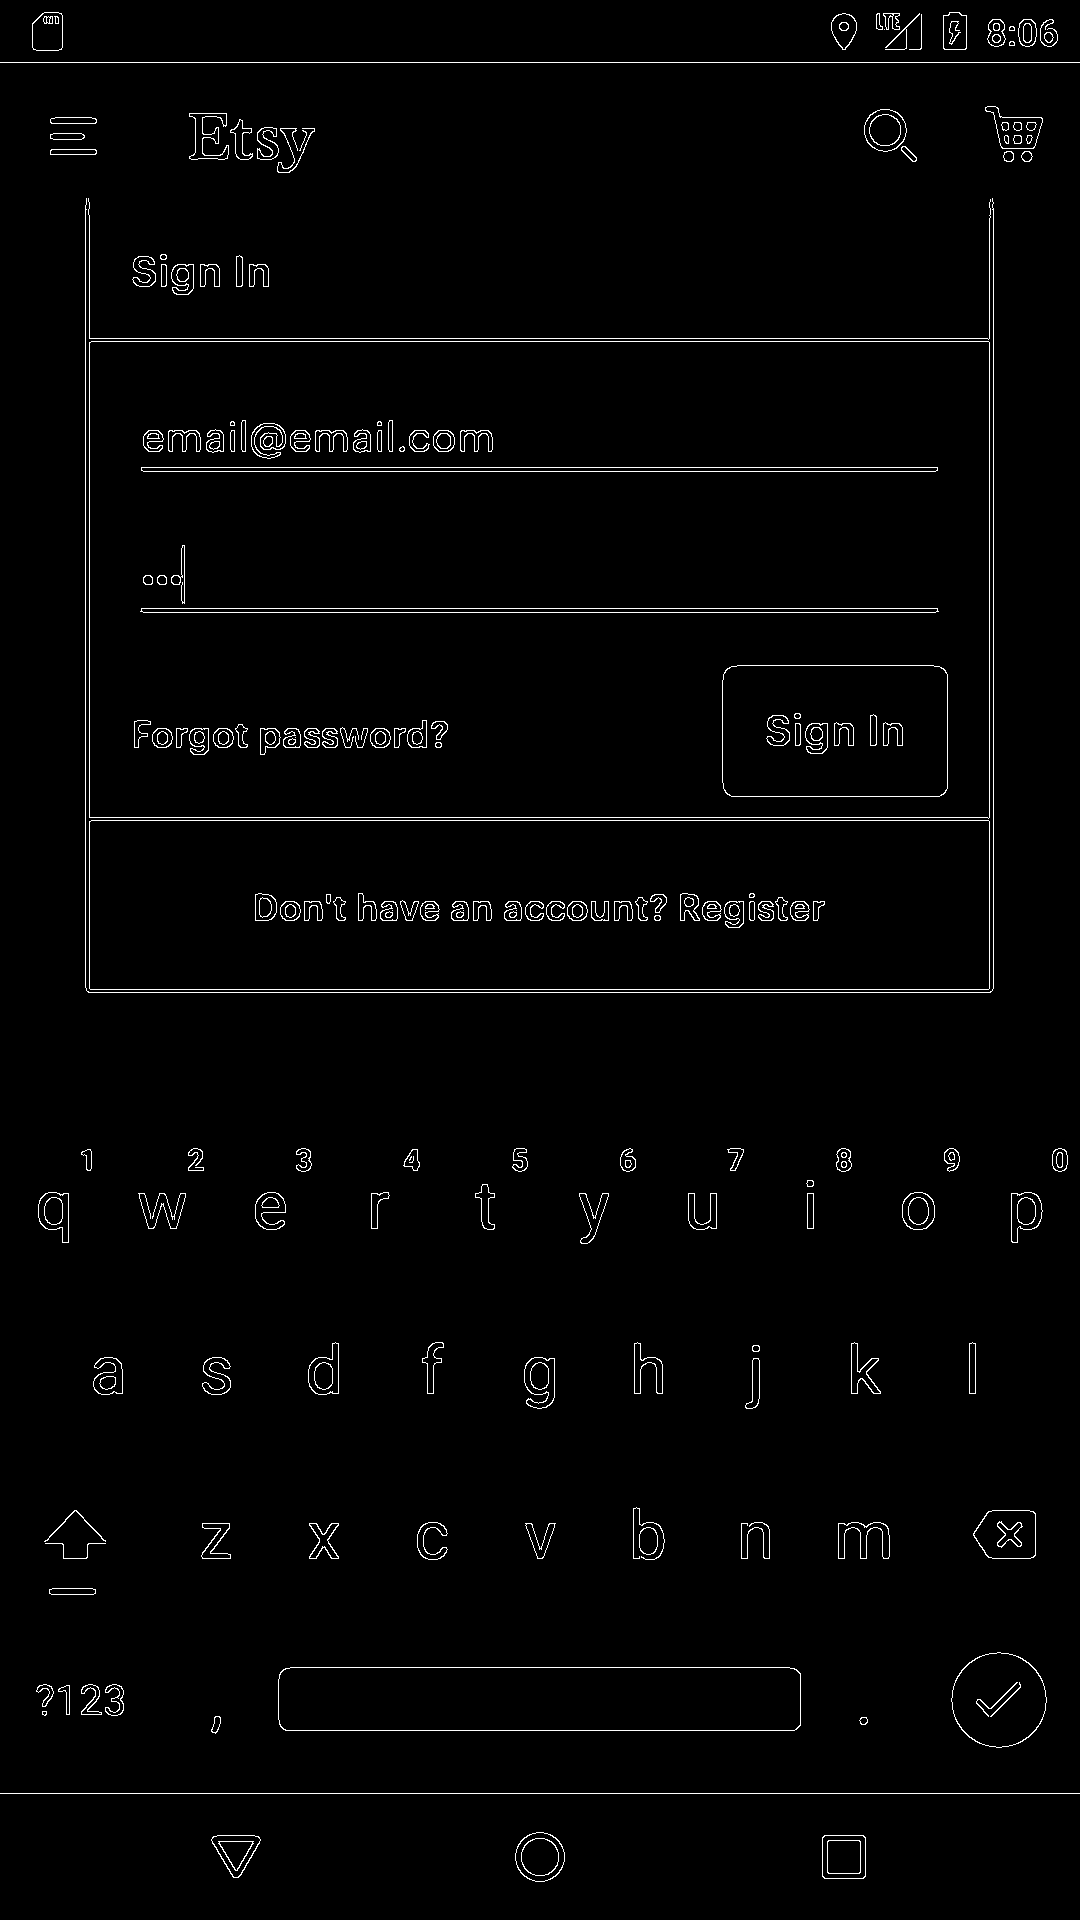 LTE 8:06
Etsy
Sign In
email@email.com
•••
Forgot password?
Sign In
Don't have an account? Register
1 2 3 4 5 6 7 8 9 0
q w e r t y u i o p
a s d f g h j k l
z x c v b n m
?123 , .